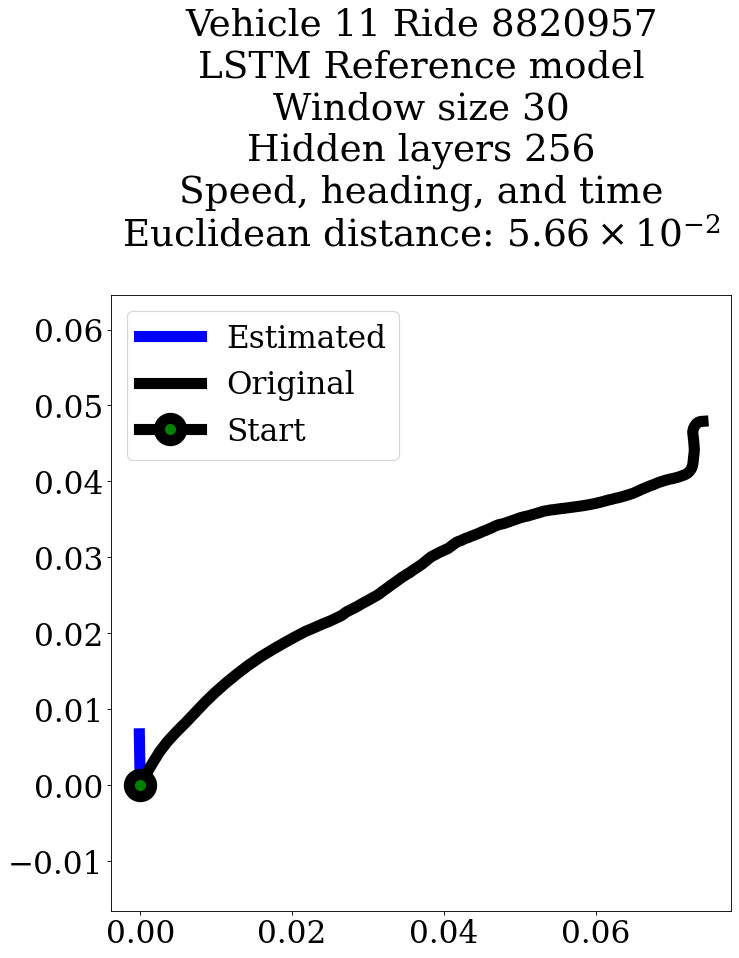 Vehicle 11 Ride 8820957
LSTM Reference model
Window size 30
Hidden layers 256
Speed, heading, and time
Euclidean distance: 5.66 × 10⁻²
Estimated
Original
Start
0.06
0.05
0.04
0.03
0.02
0.01
0.00
−0.01
0.00 0.02 0.04 0.06